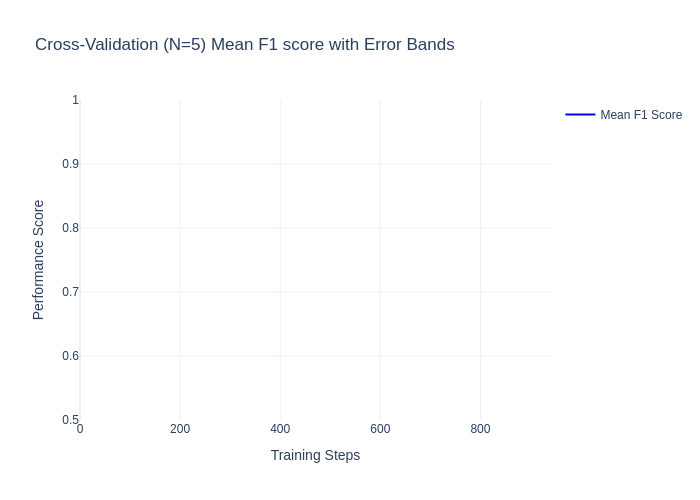 Cross-Validation (N=5) Mean F1 score with Error Bands
Mean F1 Score
Performance Score
1
0.9
0.8
0.7
0.6
0.5
0 200 400 600 800
Training Steps